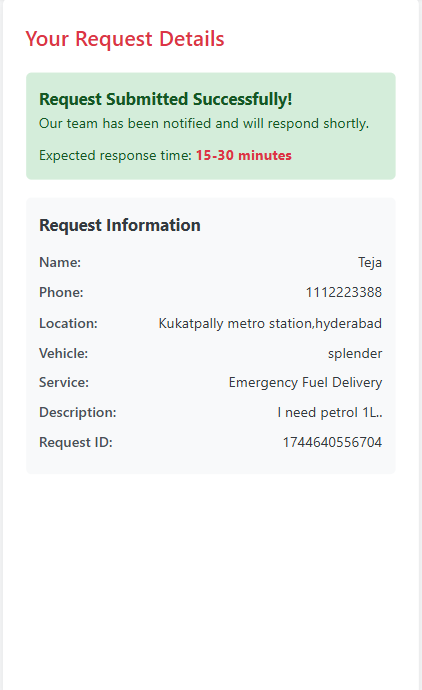 Your Request Details
Request Submitted Successfully!
Our team has been notified and will respond shortly.
Expected response time: 15-30 minutes
Request Information
Name: Teja
Phone: 1112223388
Location: Kukatpally metro station,hyderabad
Vehicle: splender
Service: Emergency Fuel Delivery
Description: I need petrol 1L..
Request ID: 1744640556704